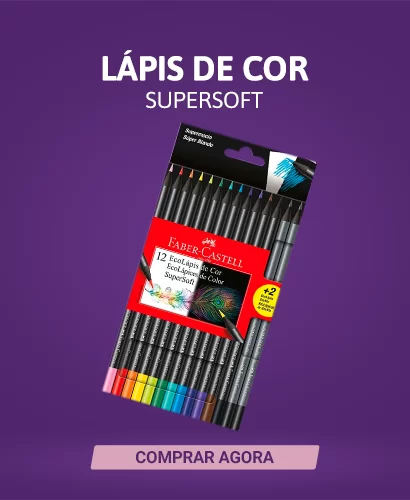 LÁPIS DE COR
SUPERSOFT
Supermacio
Súper Blando
FABER-CASTELL
12 EcoLápis de Cor
EcoLápices de Color
SuperSoft
+2
COMPRAR AGORA